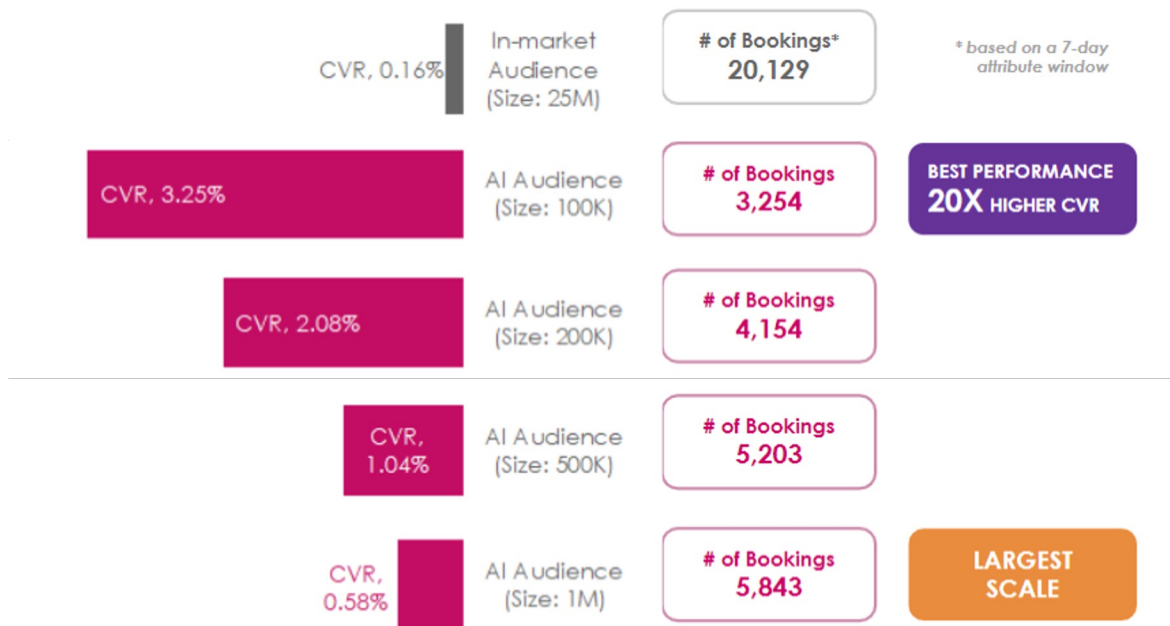 CVR, 0.16%
In-market
Audience
(Size: 25M)
# of Bookings*
20,129
* based on a 7-day
attribute window
CVR, 3.25%
AI Audience
(Size: 100K)
# of Bookings
3,254
BEST PERFORMANCE
20X HIGHER CVR
CVR, 2.08%
AI Audience
(Size: 200K)
# of Bookings
4,154
CVR,
1.04%
AI Audience
(Size: 500K)
# of Bookings
5,203
CVR,
0.58%
AI Audience
(Size: 1M)
# of Bookings
5,843
LARGEST
SCALE